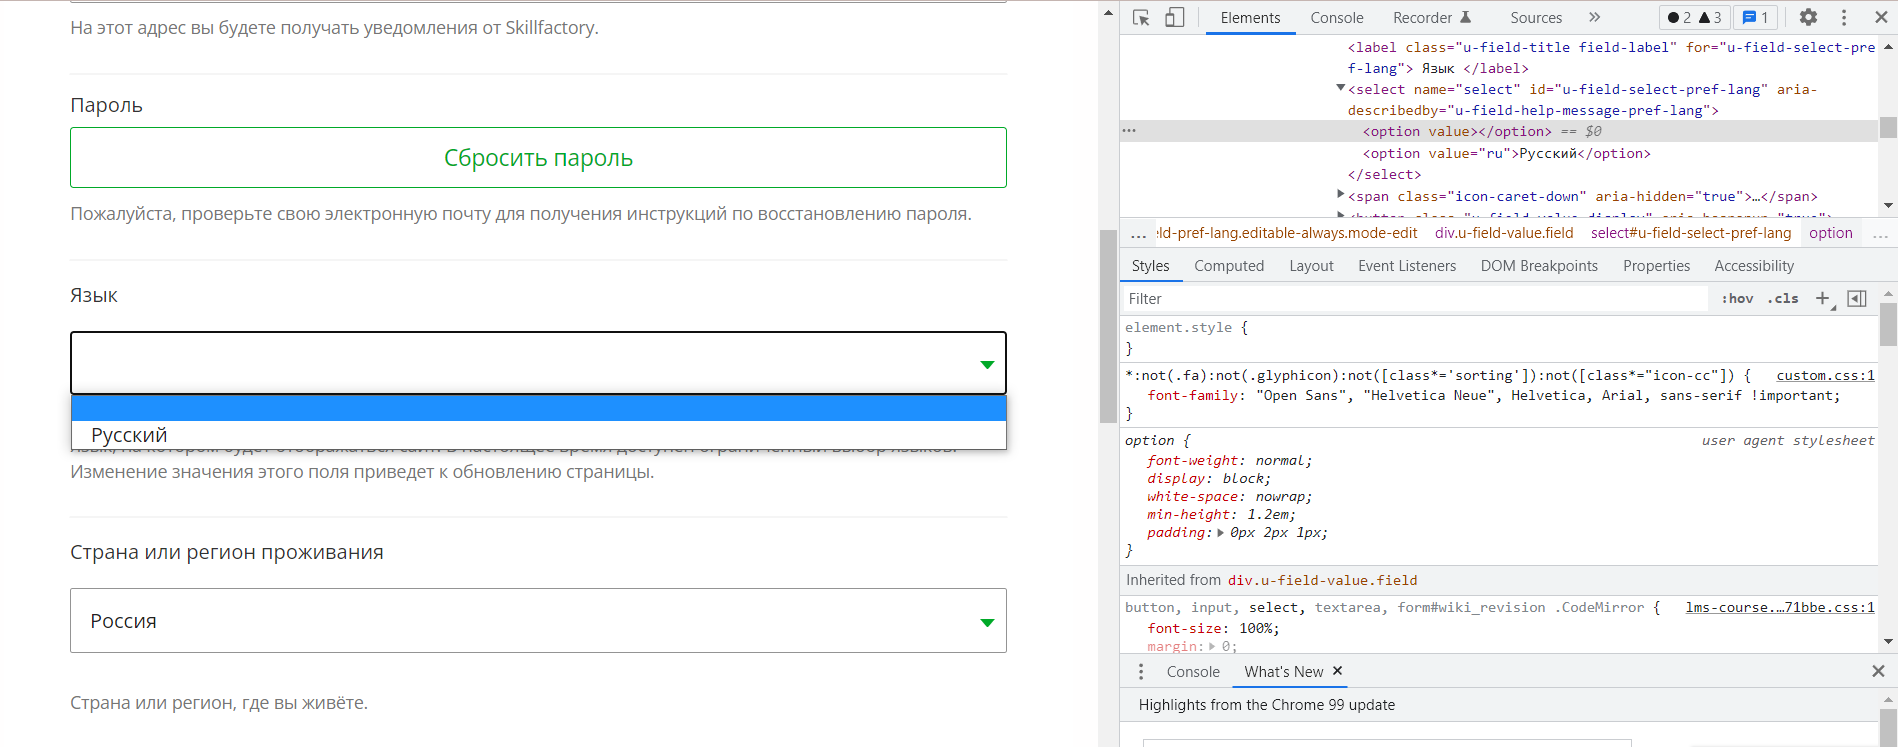 На этот адрес вы будете получать уведомления от Skillfactory.
Пароль
Сбросить пароль
Пожалуйста, проверьте свою электронную почту для получения инструкций по восстановлению пароля.
Язык
Русский
Изменение значения этого поля приведет к обновлению страницы.
Страна или регион проживания
Россия
Страна или регион, где вы живёте.
Elements Console Recorder Sources » 2 3 1
<label class="u-field-title field-label" for="u-field-select-pre
f-lang"> Язык </label>
<select name="select" id="u-field-select-pref-lang" aria-
describedby="u-field-help-message-pref-lang">
... <option value></option> == $0
<option value="ru">Русский</option>
</select>
<span class="icon-caret-down" aria-hidden="true">…</span>
... eld-pref-lang.editable-always.mode-edit div.u-field-value.field select#u-field-select-pref-lang option ...
Styles Computed Layout Event Listeners DOM Breakpoints Properties Accessibility
Filter :hov .cls +
element.style {
}
*:not(.fa):not(.glyphicon):not([class*='sorting']):not([class*="icon-cc"]) { custom.css:1
font-family: "Open Sans", "Helvetica Neue", Helvetica, Arial, sans-serif !important;
}
option { user agent stylesheet
font-weight: normal;
display: block;
white-space: nowrap;
min-height: 1.2em;
padding: 0px 2px 1px;
}
Inherited from div.u-field-value.field
button, input, select, textarea, form#wiki_revision .CodeMirror { lms-course.…71bbe.css:1
font-size: 100%;
margin: 0;
Console What's New ×
Highlights from the Chrome 99 update